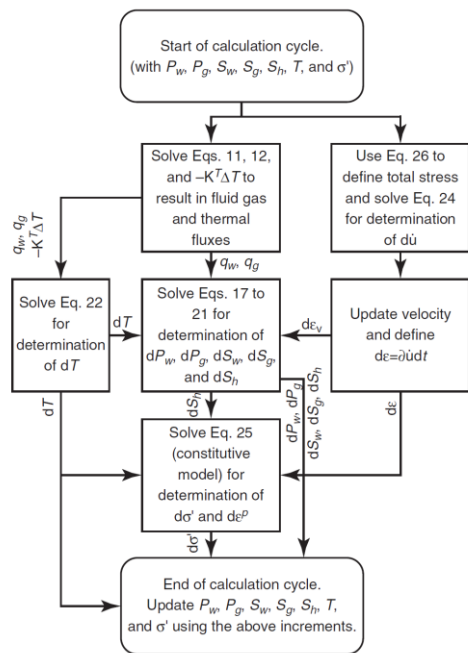 Start of calculation cycle.
(with P_w, P_g, S_w, S_g, S_h, T, and σ')
Solve Eqs. 11, 12,
and –K^TΔT to
result in fluid gas
and thermal
fluxes
Use Eq. 26 to
define total stress
and solve Eq. 24
for determination
of du̇
q_w, q_g
–K^TΔT
q_w, q_g
Solve Eq. 22
for
determination
of dT
dT
Solve Eqs. 17 to
21 for
determination of
dP_w, dP_g, dS_w, dS_g,
and dS_h
dε_v
Update velocity
and define
dε=∂u̇dt
dT
dS_h
dP_w, dP_g
dS_w, dS_g, dS_h
dε
Solve Eq. 25
(constitutive
model) for
determination of
dσ' and dε^p
dσ'
End of calculation cycle.
Update P_w, P_g, S_w, S_g, S_h, T,
and σ' using the above increments.